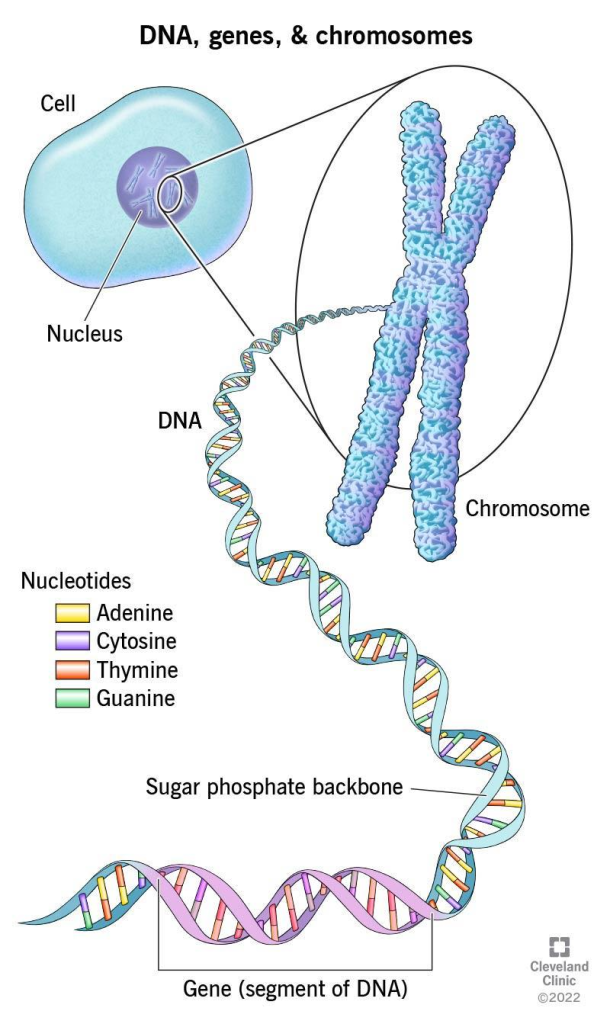 DNA, genes, & chromosomes
Cell
Nucleus
DNA
Chromosome
Nucleotides
Adenine
Cytosine
Thymine
Guanine
Sugar phosphate backbone
Gene (segment of DNA)
Cleveland
Clinic
©2022